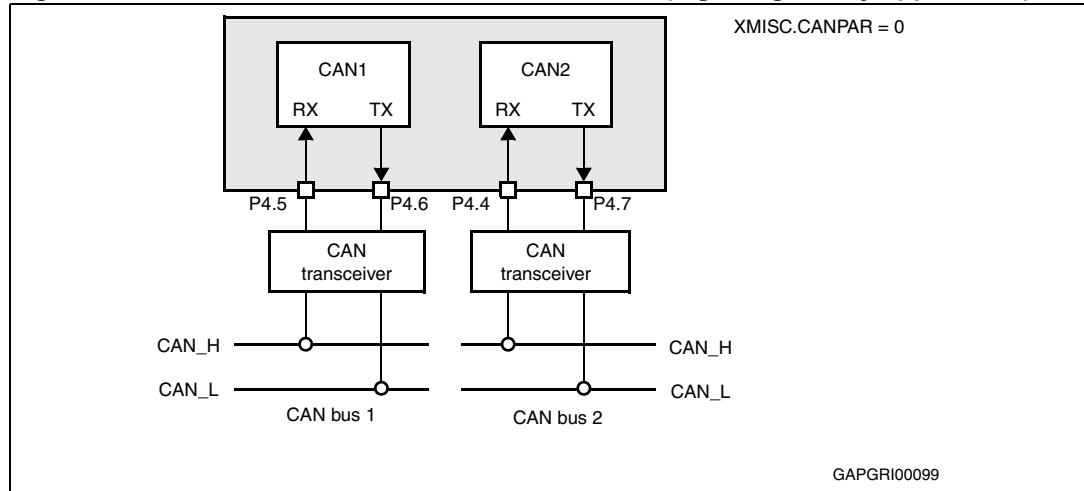 XMISC.CANPAR = 0
CAN1 CAN2
RX TX RX TX
P4.5 P4.6 P4.4 P4.7
CAN transceiver
CAN transceiver
CAN_H CAN_H
CAN_L CAN_L
CAN bus 1 CAN bus 2
GAPGRI00099